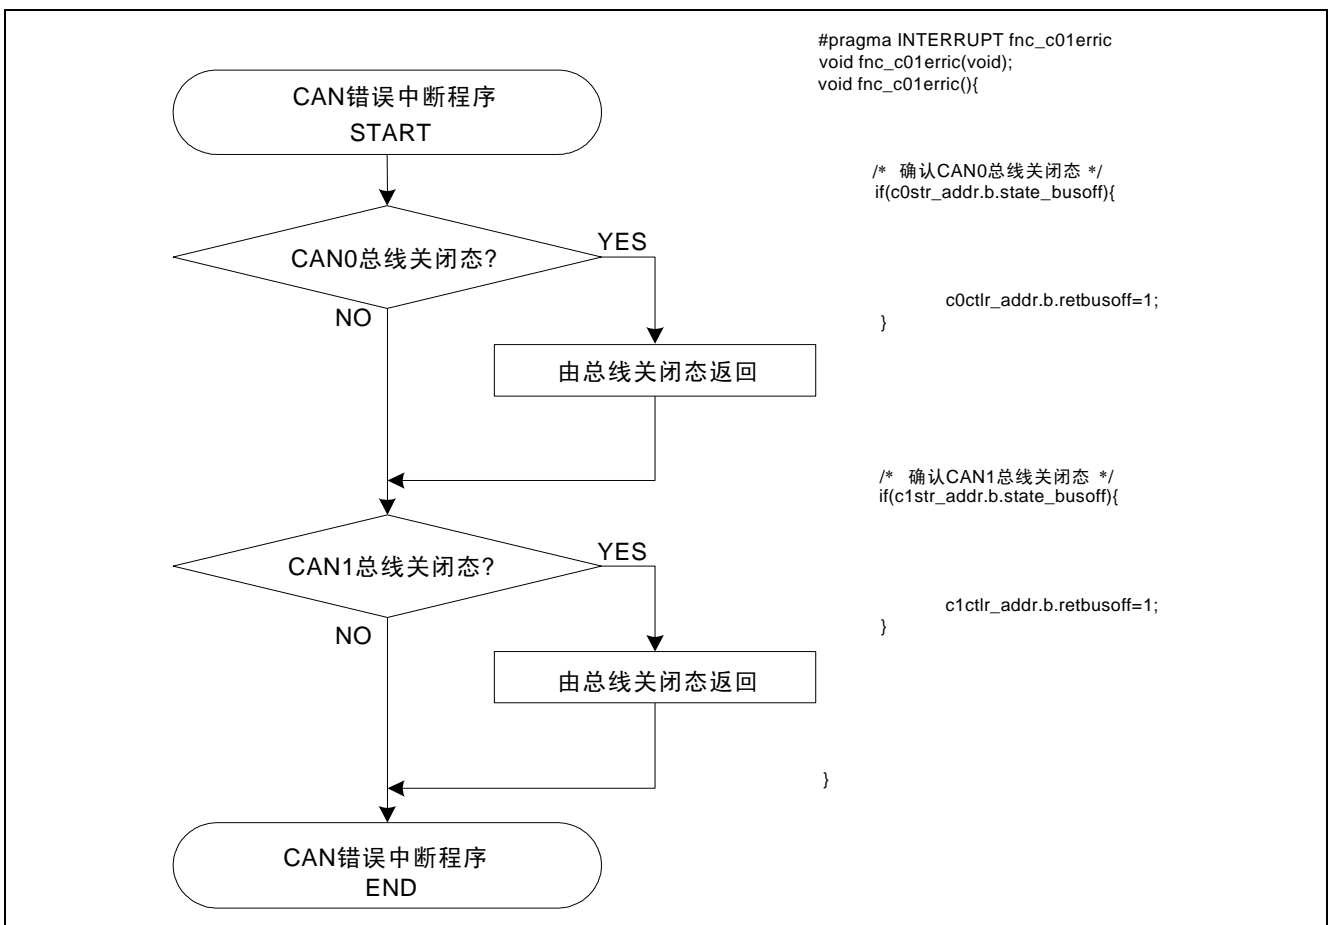 CAN错误中断程序
START
CAN0总线关闭态?
YES
NO
由总线关闭态返回
CAN1总线关闭态?
YES
NO
由总线关闭态返回
CAN错误中断程序
END
#pragma INTERRUPT fnc_c01erric
void fnc_c01erric(void);
void fnc_c01erric(){
/* 确认CAN0总线关闭态 */
if(c0str_addr.b.state_busoff){
c0ctlr_addr.b.retbusoff=1;
}
/* 确认CAN1总线关闭态 */
if(c1str_addr.b.state_busoff){
c1ctlr_addr.b.retbusoff=1;
}
}